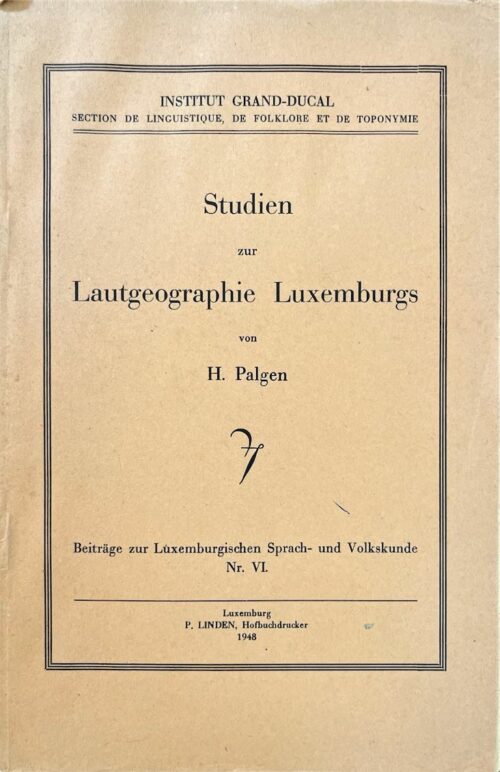 INSTITUT GRAND-DUCAL
SECTION DE LINGUISTIQUE, DE FOLKLORE ET DE TOPONYMIE
Studien
zur
Lautgeographie Luxemburgs
von
H. Palgen
Beiträge zur Luxemburgischen Sprach- und Volkskunde
Nr. VI.
Luxemburg
P. LINDEN, Hofbuchdrucker
1948